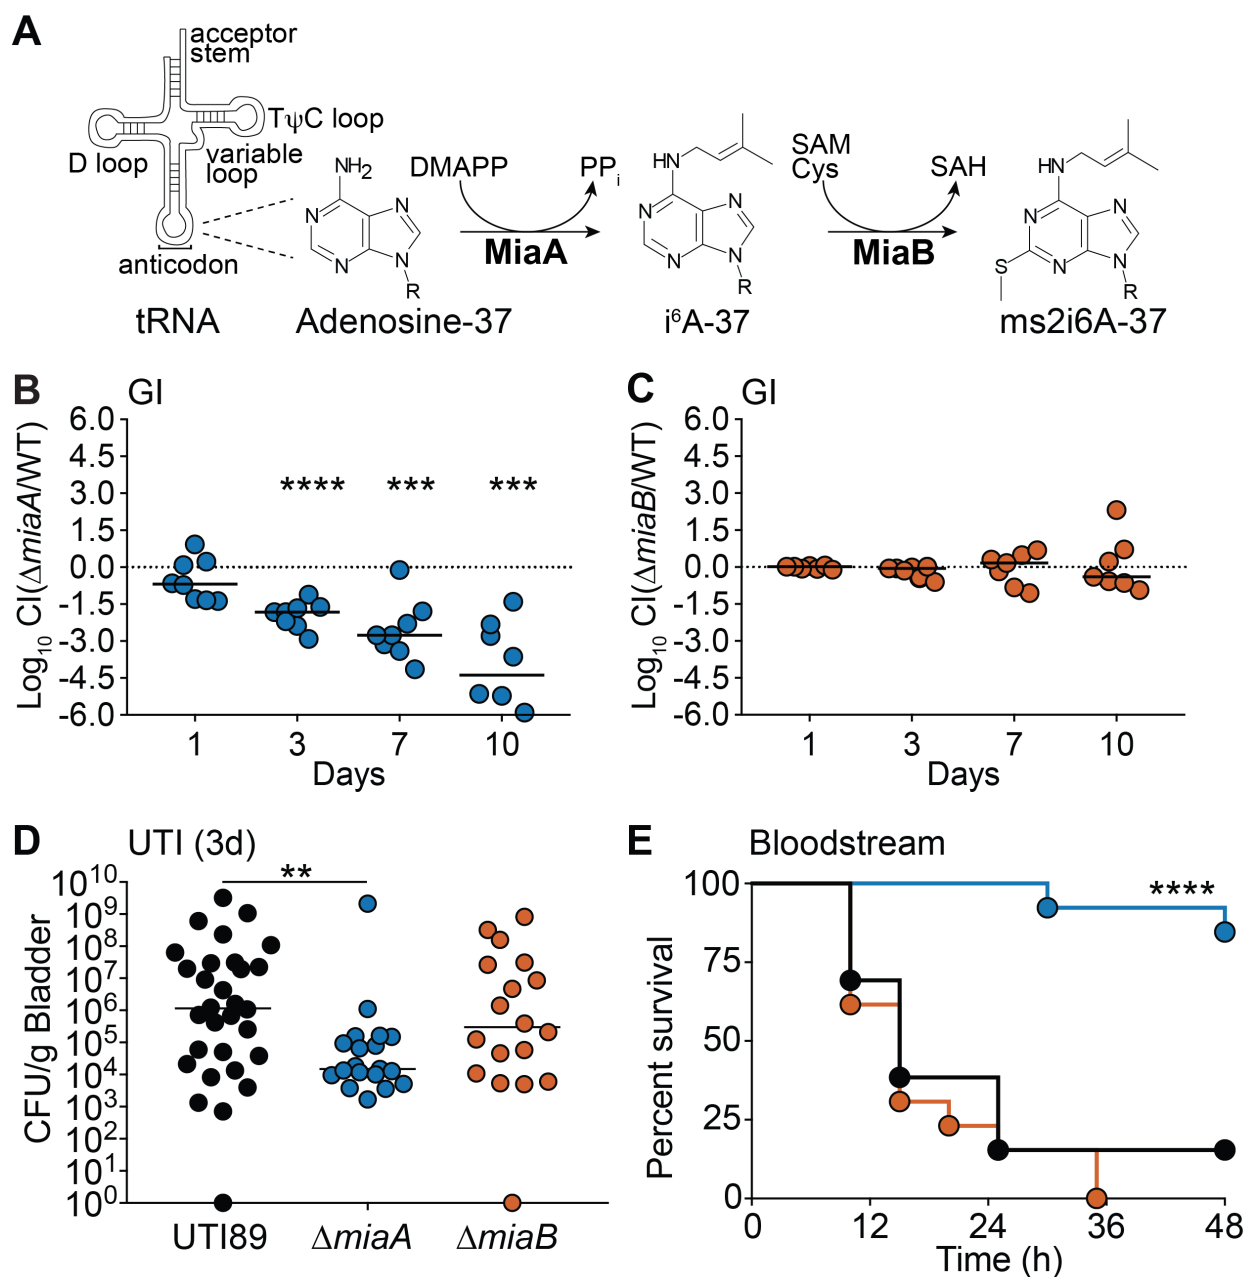 A
acceptor
stem
TψC loop
D loop
variable
loop
anticodon
tRNA
NH2
N
N
N
N
R
Adenosine-37
DMAPP
PPi
MiaA
HN
N
N
N
N
R
i⁶A-37
SAM
Cys
SAH
MiaB
HN
N
N
N
N
S
R
ms2i6A-37
B
GI
Log10 CI(ΔmiaA/WT)
6.0
4.5
3.0
1.5
0.0
-1.5
-3.0
-4.5
-6.0
**** *** ***
1 3 7 10
Days
C
GI
Log10 CI(ΔmiaB/WT)
6.0
4.5
3.0
1.5
0.0
-1.5
-3.0
-4.5
-6.0
1 3 7 10
Days
D
UTI (3d)
**
CFU/g Bladder
10¹⁰
10⁹
10⁸
10⁷
10⁶
10⁵
10⁴
10³
10²
10¹
10⁰
UTI89 ΔmiaA ΔmiaB
E
Bloodstream
****
Percent survival
100
75
50
25
0
0 12 24 36 48
Time (h)